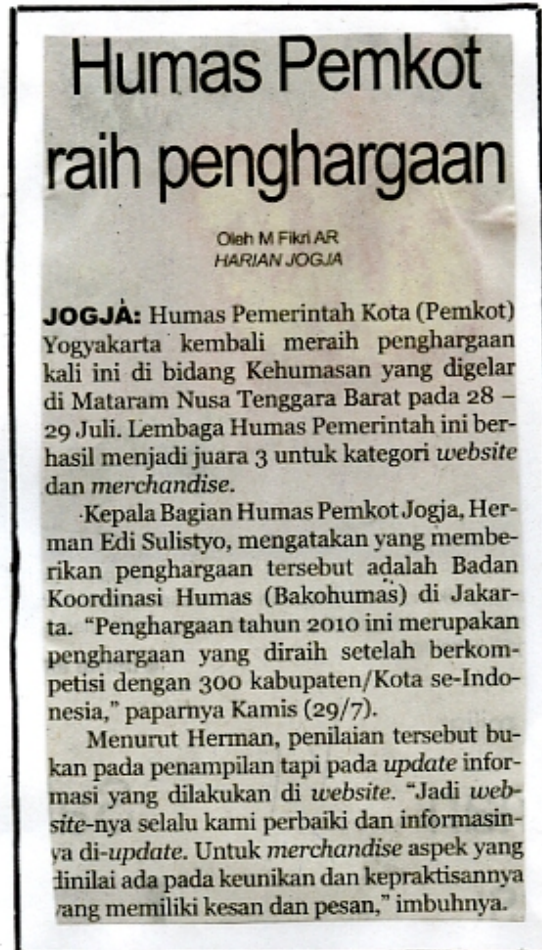 Humas Pemkot
raih penghargaan
Oleh M Fikri AR
HARIAN JOGJA
JOGJA: Humas Pemerintah Kota (Pemkot)
Yogyakarta kembali meraih penghargaan
kali ini di bidang Kehumasan yang digelar
di Mataram Nusa Tenggara Barat pada 28 –
29 Juli. Lembaga Humas Pemerintah ini ber-
hasil menjadi juara 3 untuk kategori website
dan merchandise.
Kepala Bagian Humas Pemkot Jogja, Her-
man Edi Sulistyo, mengatakan yang membe-
rikan penghargaan tersebut adalah Badan
Koordinasi Humas (Bakohumas) di Jakar-
ta. “Penghargaan tahun 2010 ini merupakan
penghargaan yang diraih setelah berkom-
petisi dengan 300 kabupaten/Kota se-Indo-
nesia,” paparnya Kamis (29/7).
Menurut Herman, penilaian tersebut bu-
kan pada penampilan tapi pada update infor-
masi yang dilakukan di website. “Jadi web-
site-nya selalu kami perbaiki dan informasin-
ya di-update. Untuk merchandise aspek yang
dinilai ada pada keunikan dan kepraktisannya
yang memiliki kesan dan pesan,” imbuhnya.